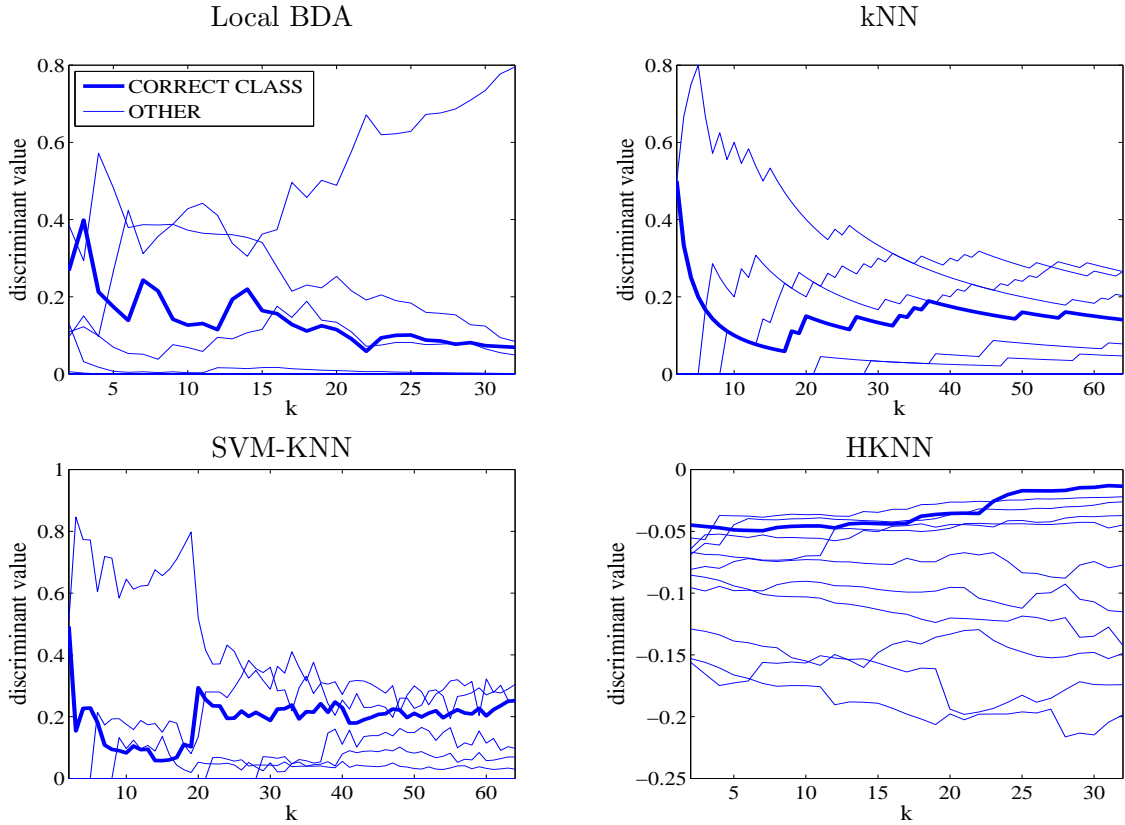 Local BDA
0.8
0.6
0.4
0.2
0
discriminant value
CORRECT CLASS
OTHER
5 10 15 20 25 30
k
kNN
0.8
0.6
0.4
0.2
0
discriminant value
10 20 30 40 50 60
k
SVM-KNN
1
0.8
0.6
0.4
0.2
0
discriminant value
10 20 30 40 50 60
k
HKNN
0
−0.05
−0.1
−0.15
−0.2
−0.25
discriminant value
5 10 15 20 25 30
k